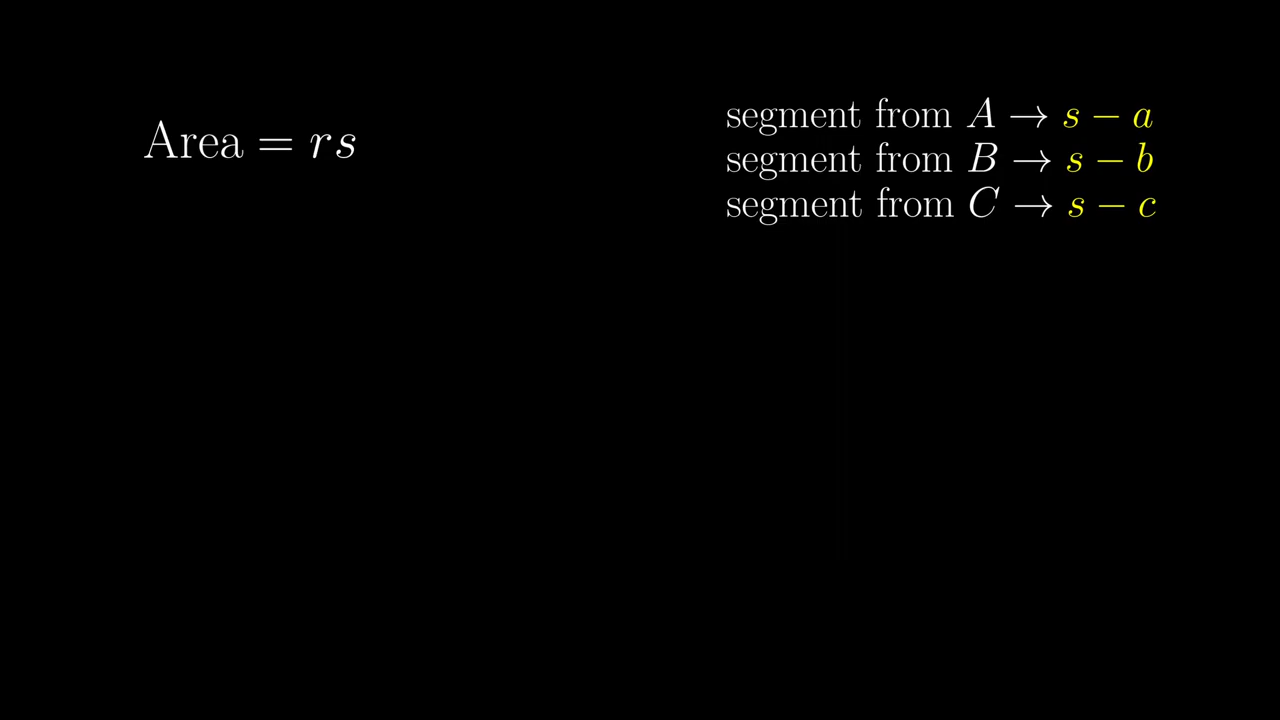 Area = rs
segment from A → s − a
segment from B → s − b
segment from C → s − c